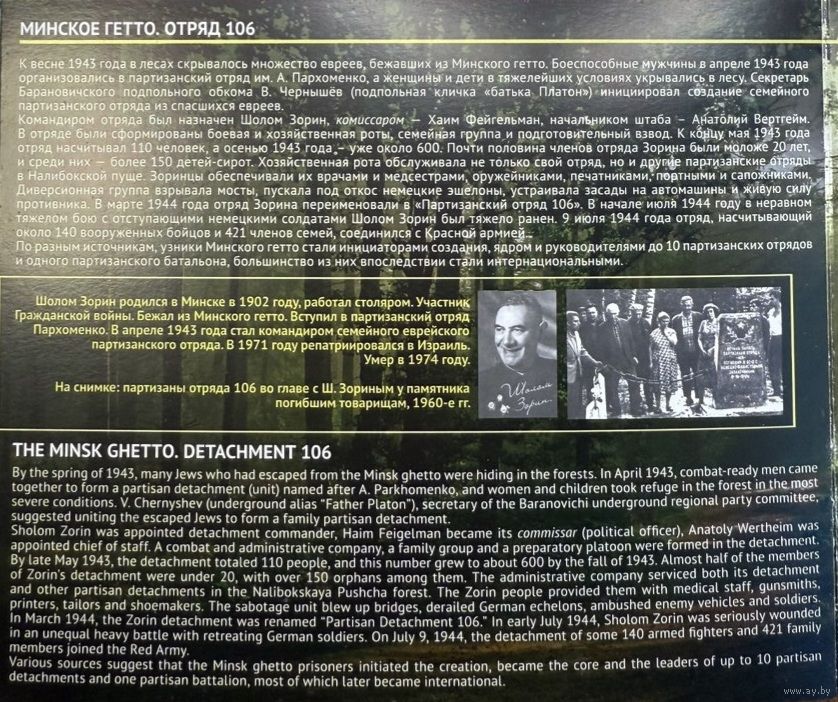 МИНСКОЕ ГЕТТО. ОТРЯД 106
К весне 1943 года в лесах скрывалось множество евреев, бежавших из Минского гетто. Боеспособные мужчины в апреле 1943 года
организовались в партизанский отряд им. А. Пархоменко, а женщины и дети в тяжелейших условиях укрывались в лесу. Секретарь
Барановичского подпольного обкома В. Чернышёв (подпольная кличка «батька Платон») инициировал создание семейного
партизанского отряда из спасшихся евреев.
Командиром отряда был назначен Шолом Зорин, комиссаром — Хаим Фейгельман, начальником штаба – Анатолий Вертгейм.
В отряде были сформированы боевая и хозяйственная роты, семейная группа и подготовительный взвод. К концу мая 1943 года
отряд насчитывал 110 человек, а осенью 1943 года – уже около 600. Почти половина членов отряда Зорина были моложе 20 лет,
и среди них — более 150 детей-сирот. Хозяйственная рота обслуживала не только свой отряд, но и другие партизанские отряды
в Налибокской пуще. Зоринцы обеспечивали их врачами и медсестрами, оружейниками, печатниками, портными и сапожниками.
Диверсионная группа взрывала мосты, пускала под откос немецкие эшелоны, устраивала засады на автомашины и живую силу
противника. В марте 1944 года отряд Зорина переименовали в «Партизанский отряд 106». В начале июля 1944 году в неравном
тяжелом бою с отступающими немецкими солдатами Шолом Зорин был тяжело ранен. 9 июля 1944 года отряд, насчитывающий
около 140 вооруженных бойцов и 421 членов семей, соединился с Красной армией.
По разным источникам, узники Минского гетто стали инициаторами создания, ядром и руководителями до 10 партизанских отрядов
и одного партизанского батальона, большинство из них впоследствии стали интернациональными.
Шолом Зорин родился в Минске в 1902 году, работал столяром. Участник
Гражданской войны. Бежал из Минского гетто. Вступил в партизанский отряд
Пархоменко. В апреле 1943 года стал командиром семейного еврейского
партизанского отряда. В 1971 году репатриировался в Израиль.
Умер в 1974 году.
На снимке: партизаны отряда 106 во главе с Ш. Зориным у памятника
погибшим товарищам, 1960-е гг.
Шолом
Зорин
THE MINSK GHETTO. DETACHMENT 106
By the spring of 1943, many Jews who had escaped from the Minsk ghetto were hiding in the forests. In April 1943, combat-ready men came
together to form a partisan detachment (unit) named after A. Parkhomenko, and women and children took refuge in the forest in the most
severe conditions. V. Chernyshev (underground alias "Father Platon"), secretary of the Baranovichi underground regional party committee,
suggested uniting the escaped Jews to form a family partisan detachment.
Sholom Zorin was appointed detachment commander, Haim Feigelman became its commissar (political officer), Anatoly Wertheim was
appointed chief of staff. A combat and administrative company, a family group and a preparatory platoon were formed in the detachment.
By late May 1943, the detachment totaled 110 people, and this number grew to about 600 by the fall of 1943. Almost half of the members
of Zorin's detachment were under 20, with over 150 orphans among them. The administrative company serviced both its detachment
and other partisan detachments in the Nalibokskaya Pushcha forest. The Zorin people provided them with medical staff, gunsmiths,
printers, tailors and shoemakers. The sabotage unit blew up bridges, derailed German echelons, ambushed enemy vehicles and soldiers.
In March 1944, the Zorin detachment was renamed "Partisan Detachment 106." In early July 1944, Sholom Zorin was seriously wounded
in an unequal heavy battle with retreating German soldiers. On July 9, 1944, the detachment of some 140 armed fighters and 421 family
members joined the Red Army.
Various sources suggest that the Minsk ghetto prisoners initiated the creation, became the core and the leaders of up to 10 partisan
detachments and one partisan battalion, most of which later became international.
www.ay.by